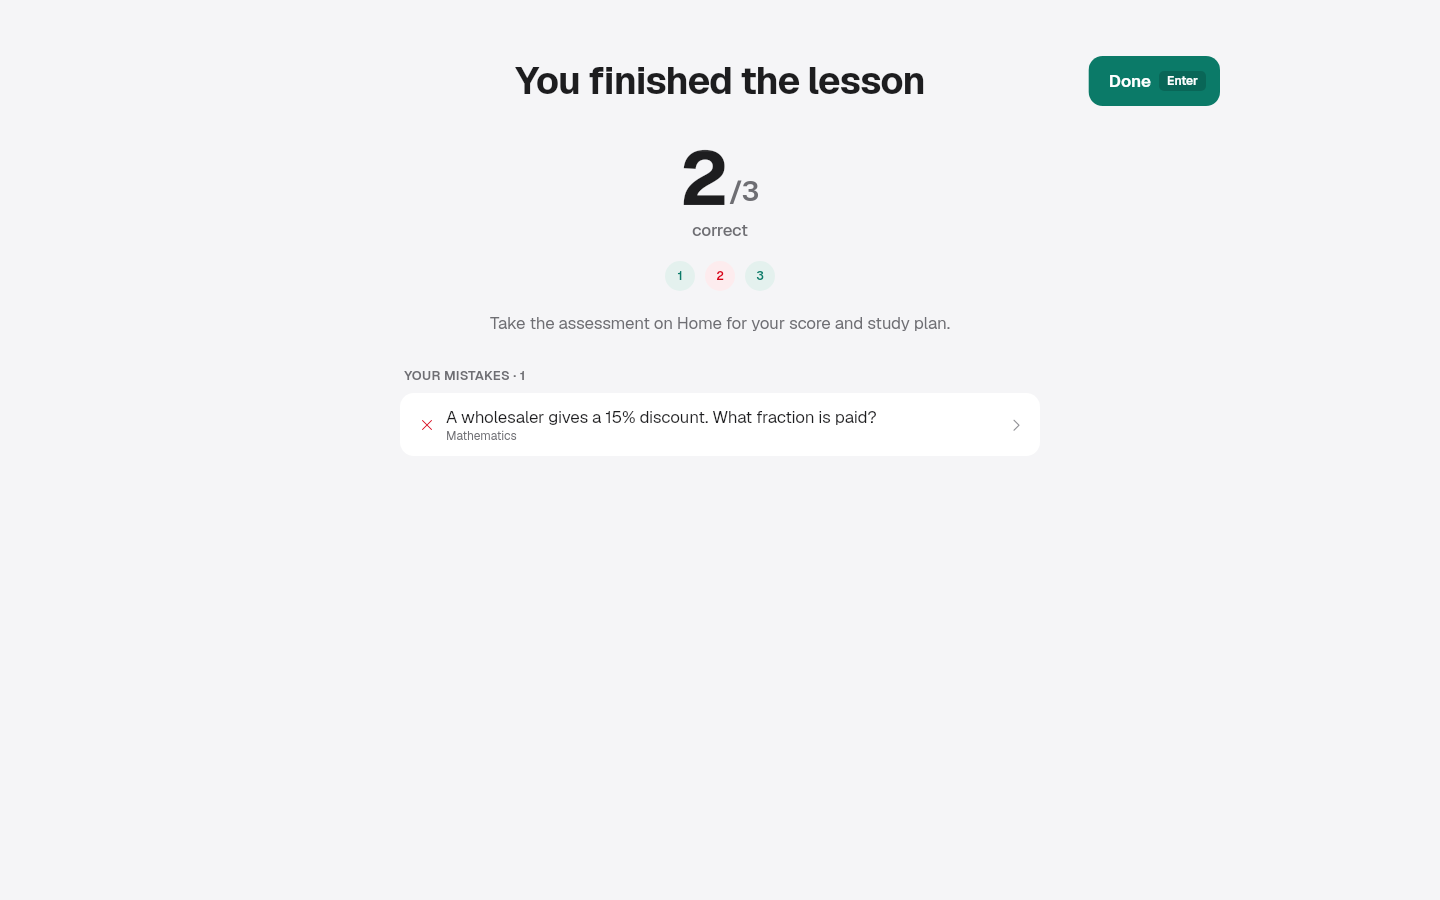 You finished the lesson
Done Enter
2/3
correct
1 2 3
Take the assessment on Home for your score and study plan.
YOUR MISTAKES · 1
A wholesaler gives a 15% discount. What fraction is paid?
Mathematics